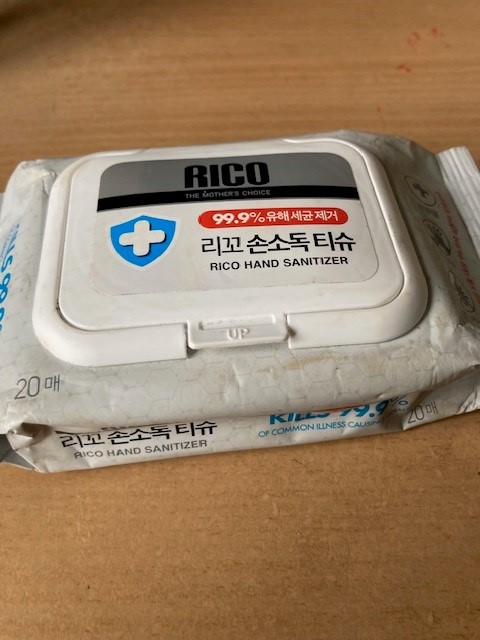 RICO
THE MOTHER'S CHOICE
99.9% 유해 세균 제거
리꼬 손소독 티슈
RICO HAND SANITIZER
UP
20매
KILLS 99.9%
OF COMMON ILLNESS
20매
리꼬 손소독 티슈
RICO HAND SANITIZER